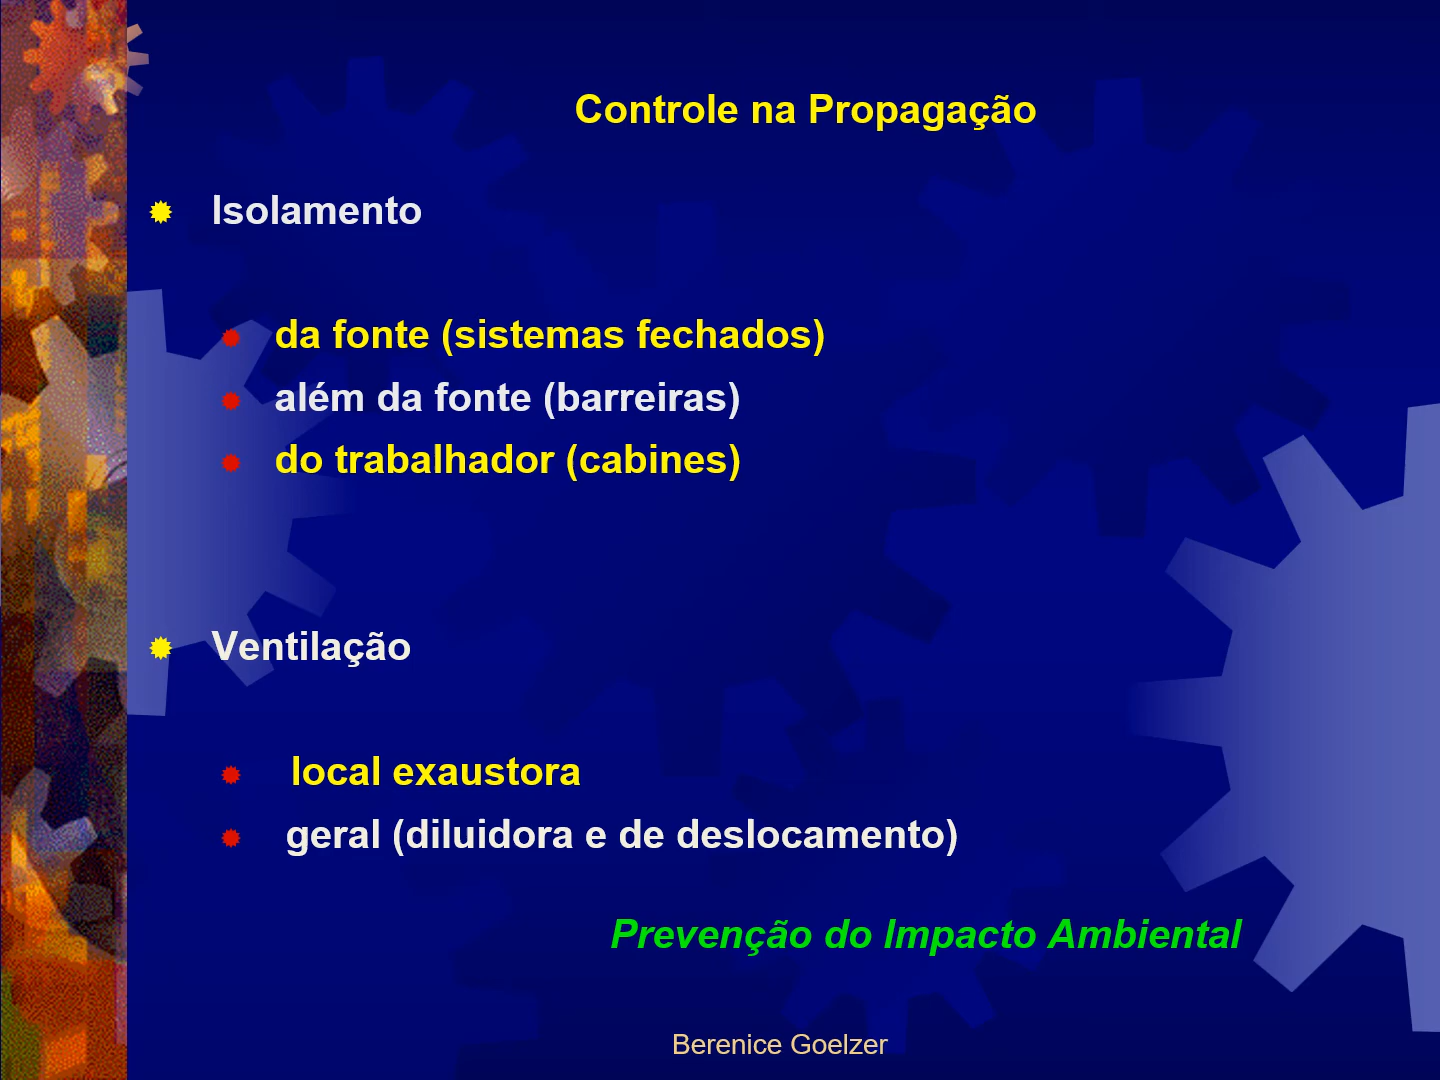 Controle na Propagação
Isolamento
da fonte (sistemas fechados)
além da fonte (barreiras)
do trabalhador (cabines)
Ventilação
local exaustora
geral (diluidora e de deslocamento)
Prevenção do Impacto Ambiental
Berenice Goelzer